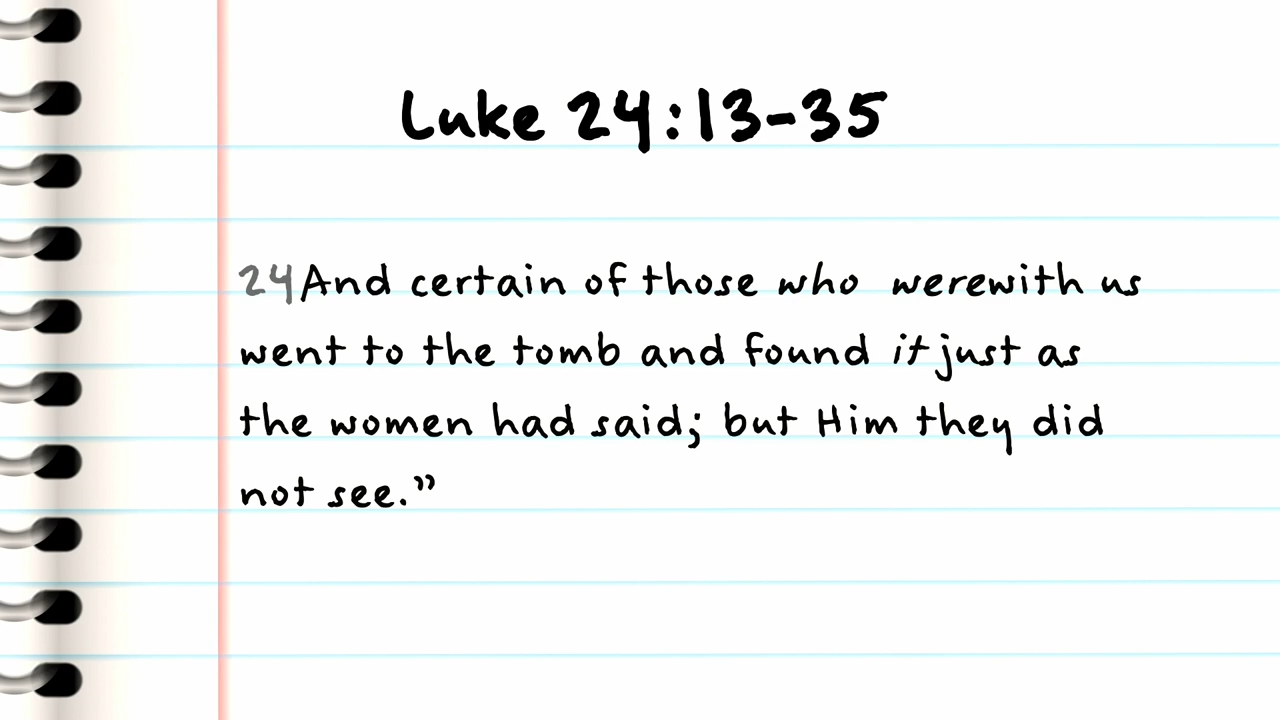 Luke 24:13-35
24And certain of those who werewith us
went to the tomb and found it just as
the women had said; but Him they did
not see.”